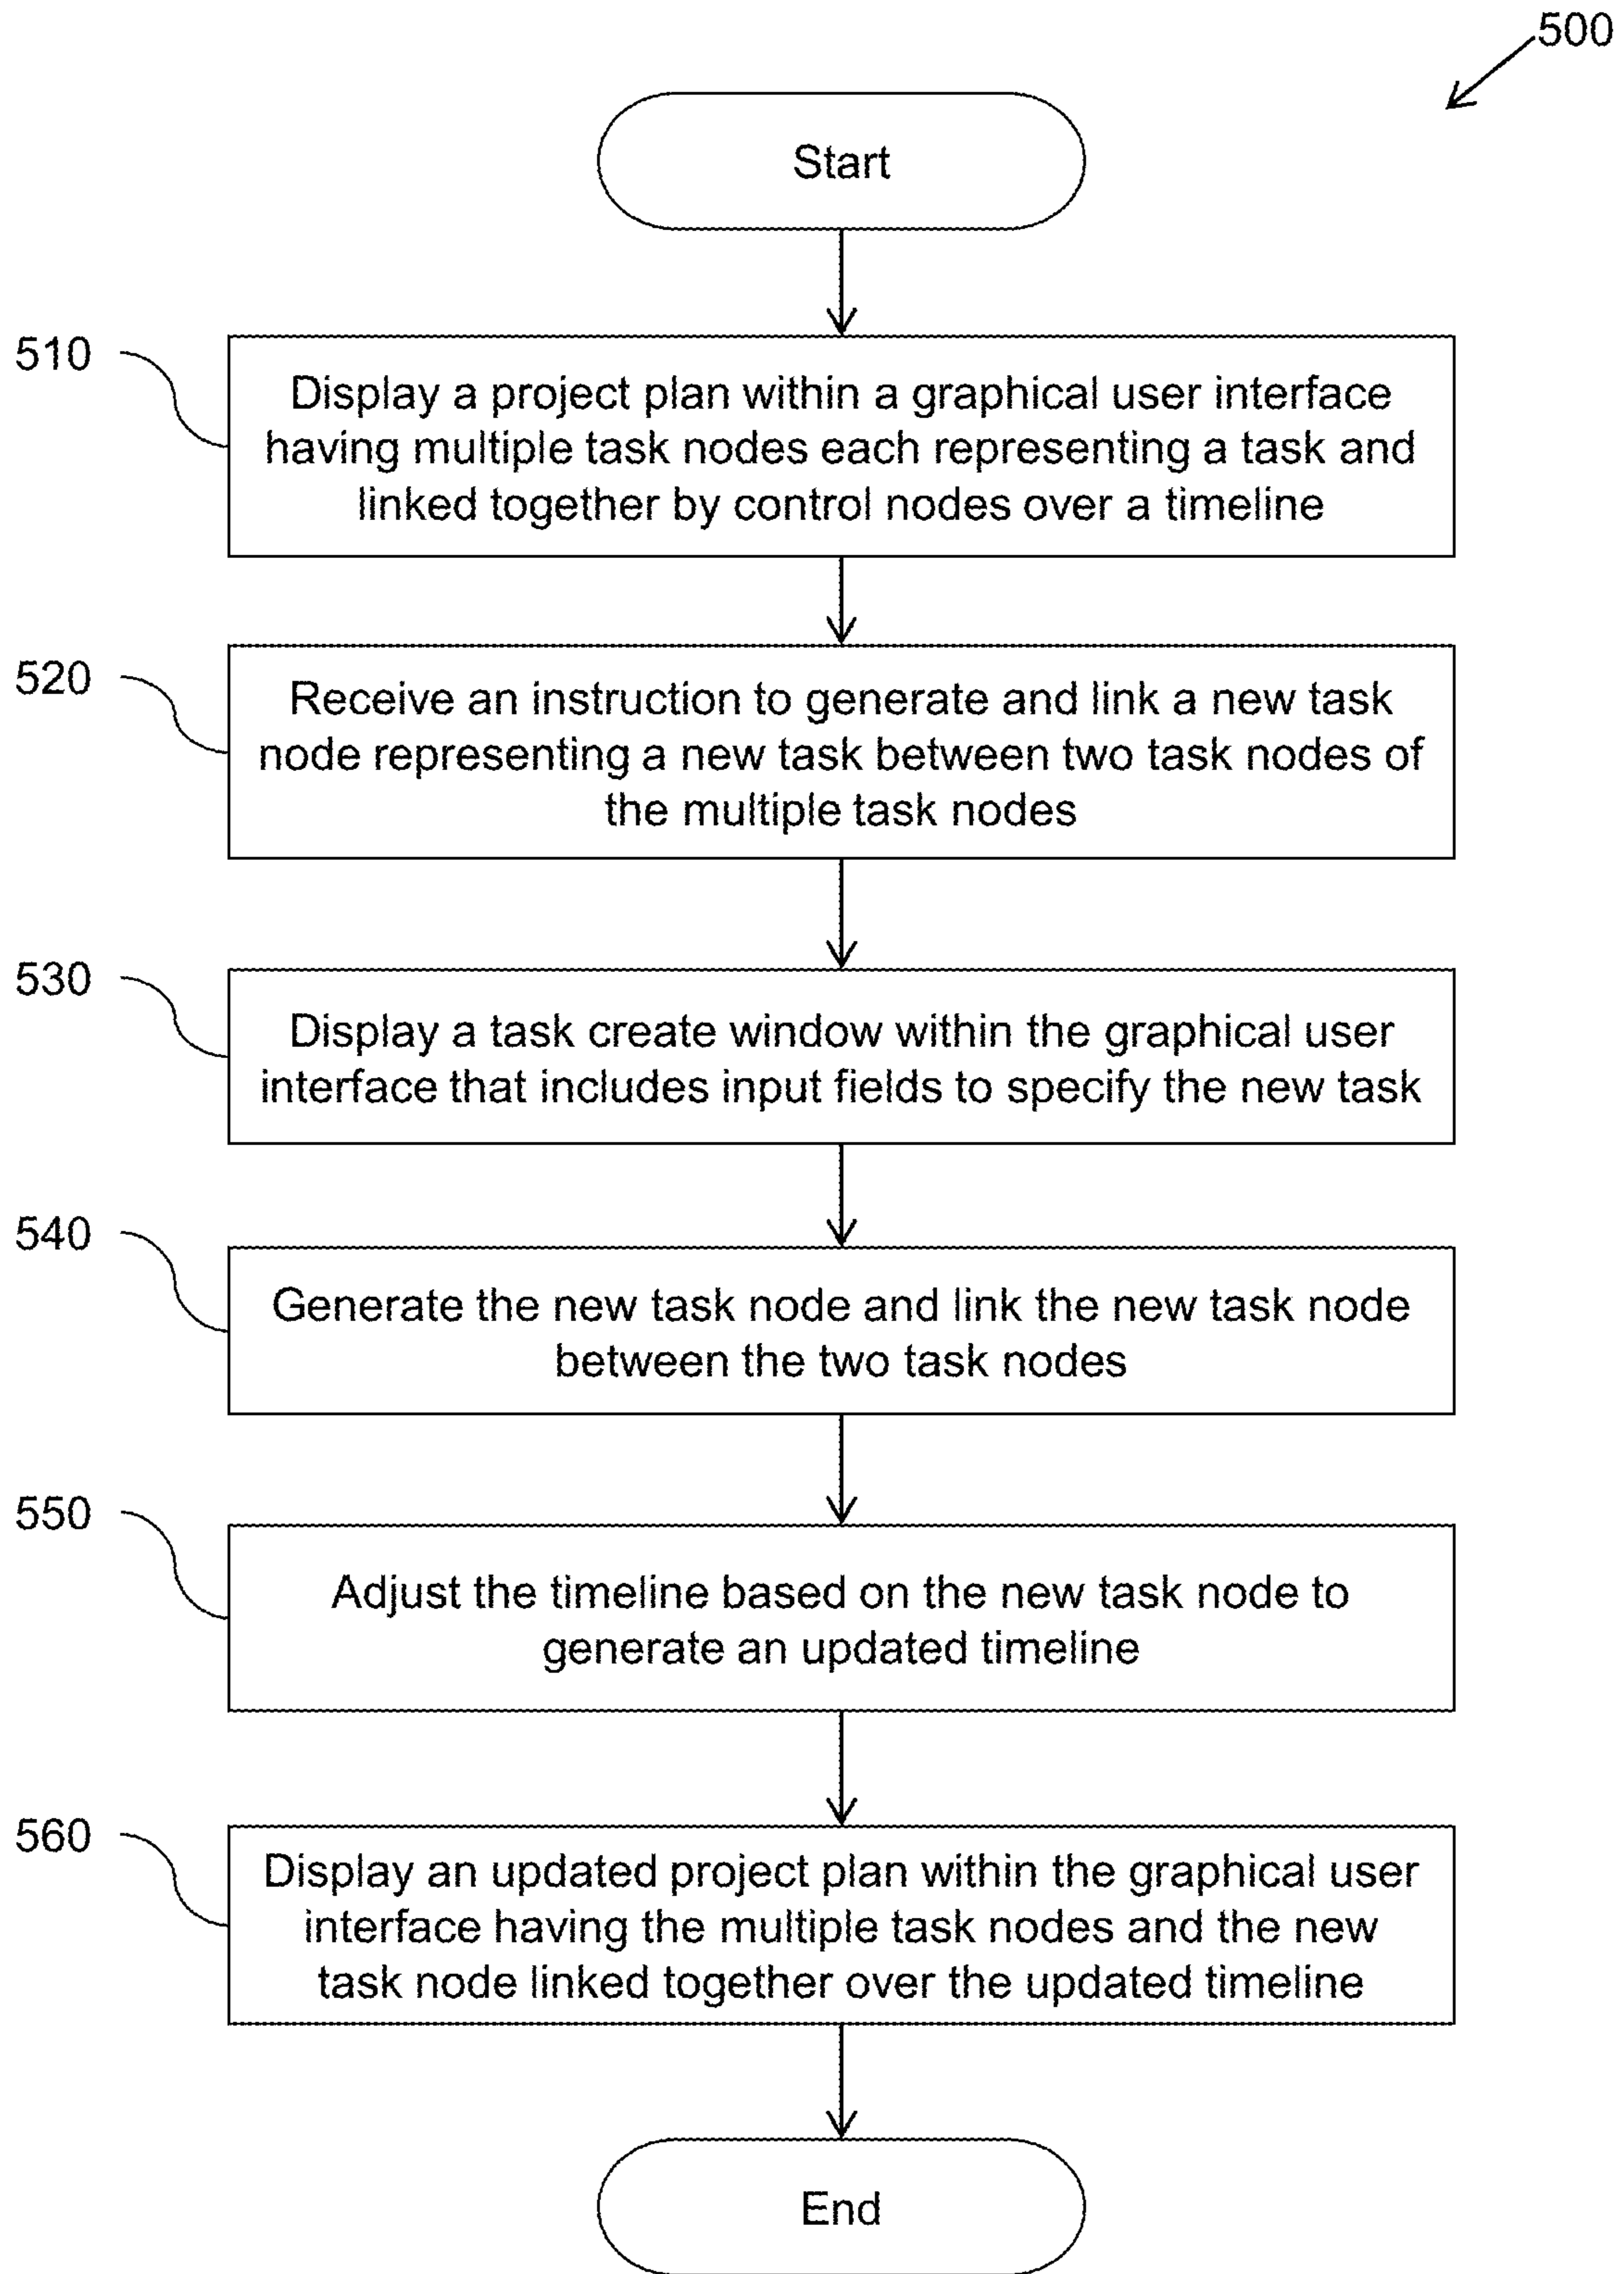 500
Start
510
Display a project plan within a graphical user interface
having multiple task nodes each representing a task and
linked together by control nodes over a timeline
520
Receive an instruction to generate and link a new task
node representing a new task between two task nodes of
the multiple task nodes
530
Display a task create window within the graphical user
interface that includes input fields to specify the new task
540
Generate the new task node and link the new task node
between the two task nodes
550
Adjust the timeline based on the new task node to
generate an updated timeline
560
Display an updated project plan within the graphical user
interface having the multiple task nodes and the new
task node linked together over the updated timeline
End